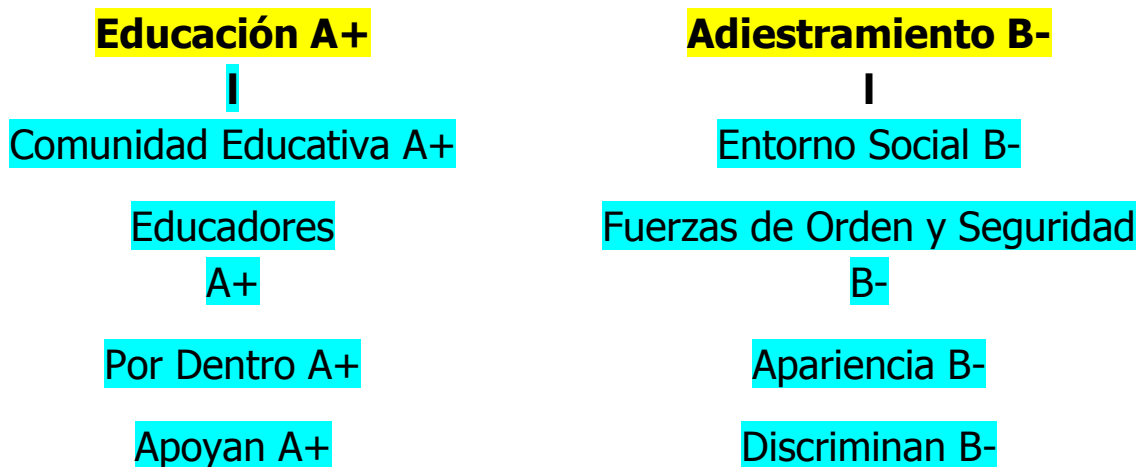 Educación A+
I
Comunidad Educativa A+
Educadores
A+
Por Dentro A+
Apoyan A+
Adiestramiento B-
I
Entorno Social B-
Fuerzas de Orden y Seguridad
B-
Apariencia B-
Discriminan B-